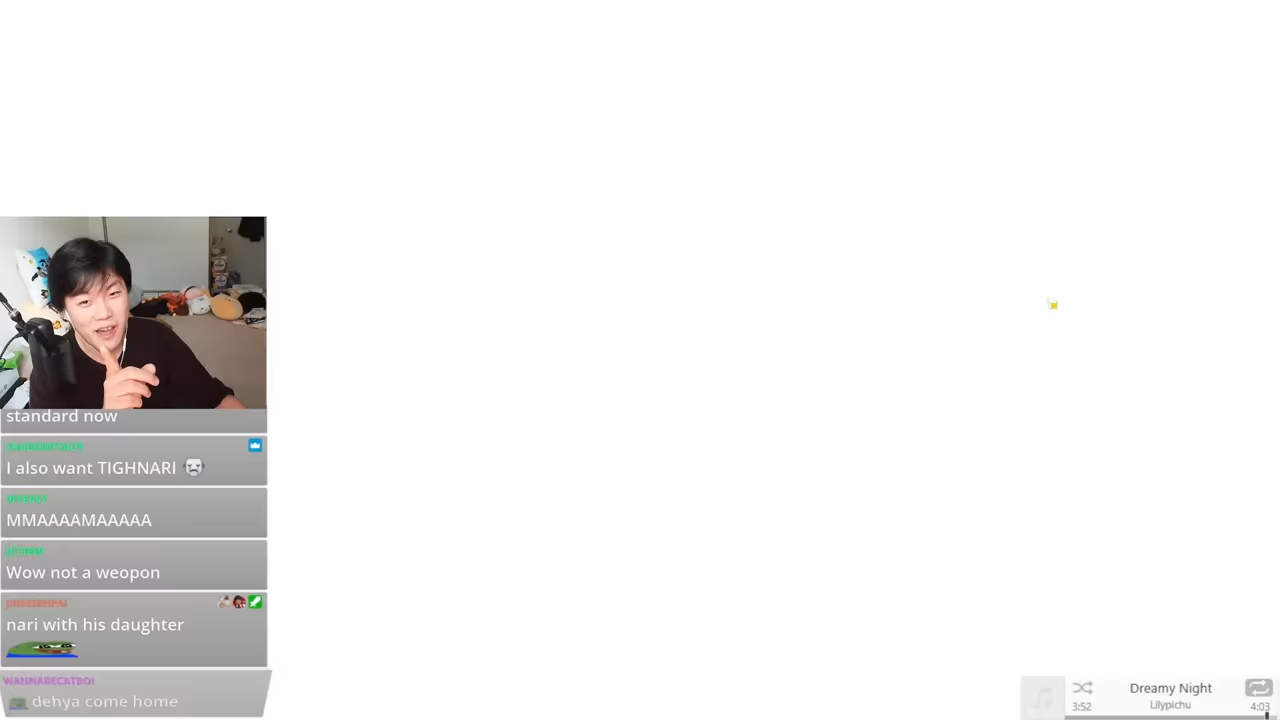 standard now
I also want TIGHNARI
MMAAAAMAAAAA
Wow not a weopon
nari with his daughter
WANNABECATBOI
dehya come home
Dreamy Night
Lilypichu
3:52
4:03